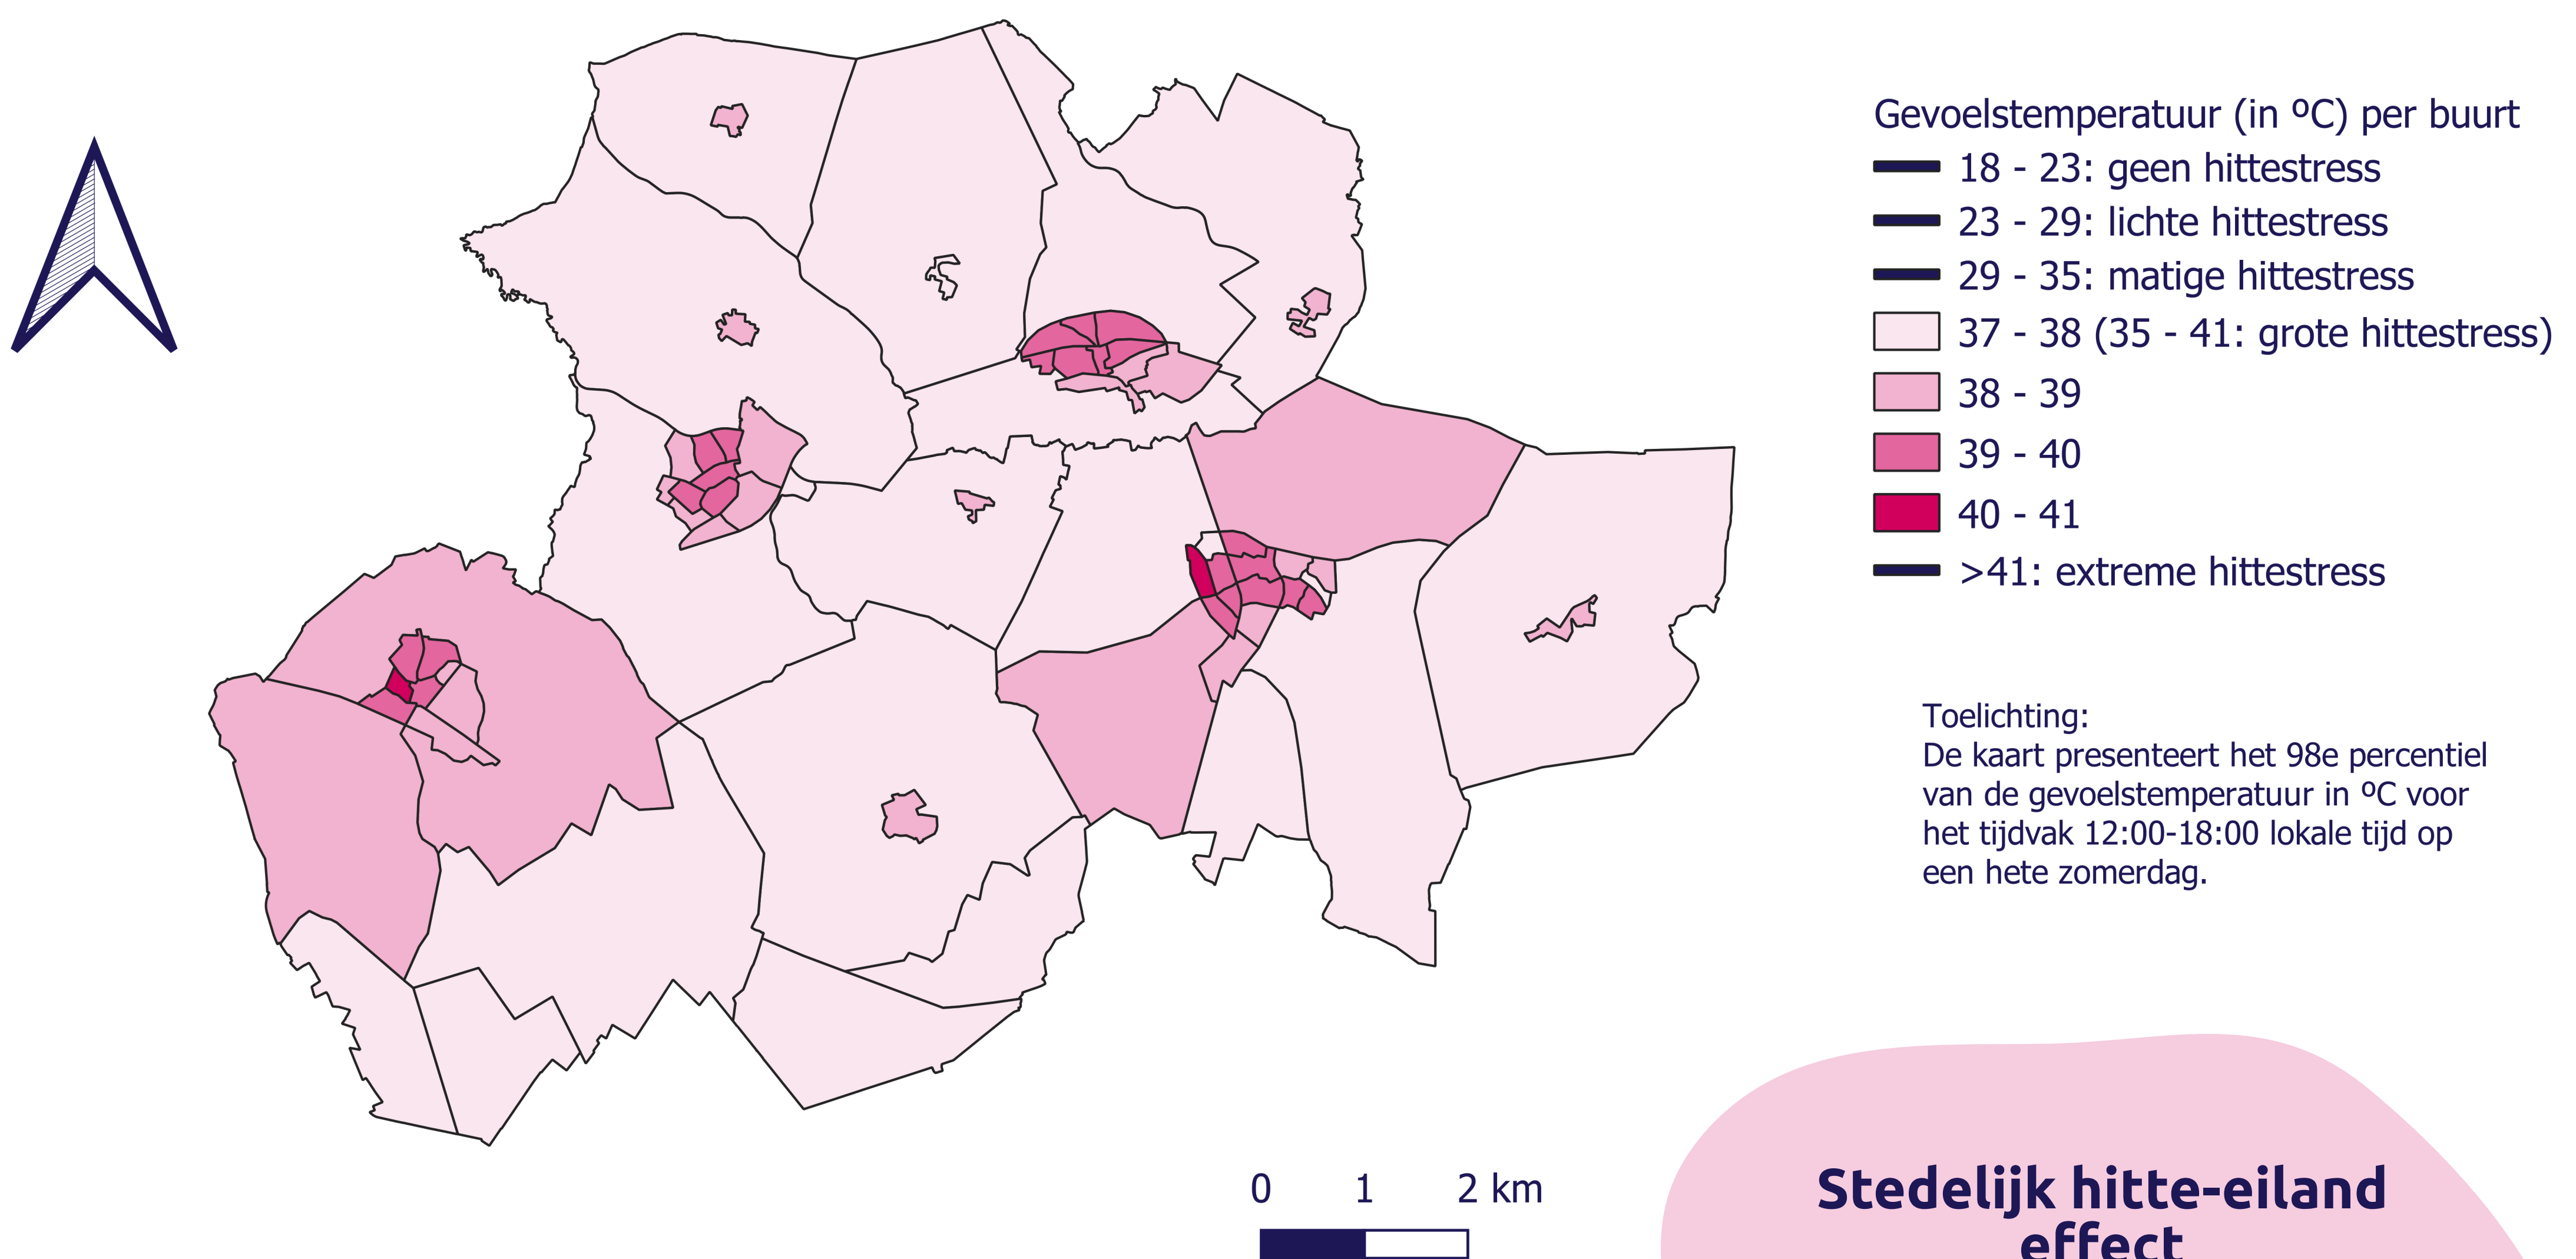 Gevoelstemperatuur (in ºC) per buurt
18 - 23: geen hittestress
23 - 29: lichte hittestress
29 - 35: matige hittestress
37 - 38 (35 - 41: grote hittestress)
38 - 39
39 - 40
40 - 41
>41: extreme hittestress
Toelichting:
De kaart presenteert het 98e percentiel
van de gevoelstemperatuur in ºC voor
het tijdvak 12:00-18:00 lokale tijd op
een hete zomerdag.
0 1 2 km
Stedelijk hitte-eiland
effect